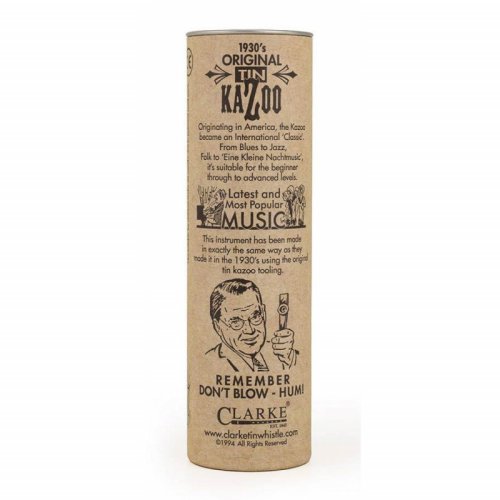 1930's
ORIGINAL
TIN
KAZOO
Originating in America, the Kazoo
became an International 'Classic'.
From Blues to Jazz,
Folk to 'Eine Kleine Nachtmusic',
it's suitable for the beginner
through to advanced levels.
Latest and
Most Popular
MUSIC
This instrument has been made
in exactly the same way as they
made it in the 1930's using the original
tin kazoo tooling.
REMEMBER
DON'T BLOW - HUM!
CLARKE®
www.clarketinwhistle.com
©1994 All rights reserved.